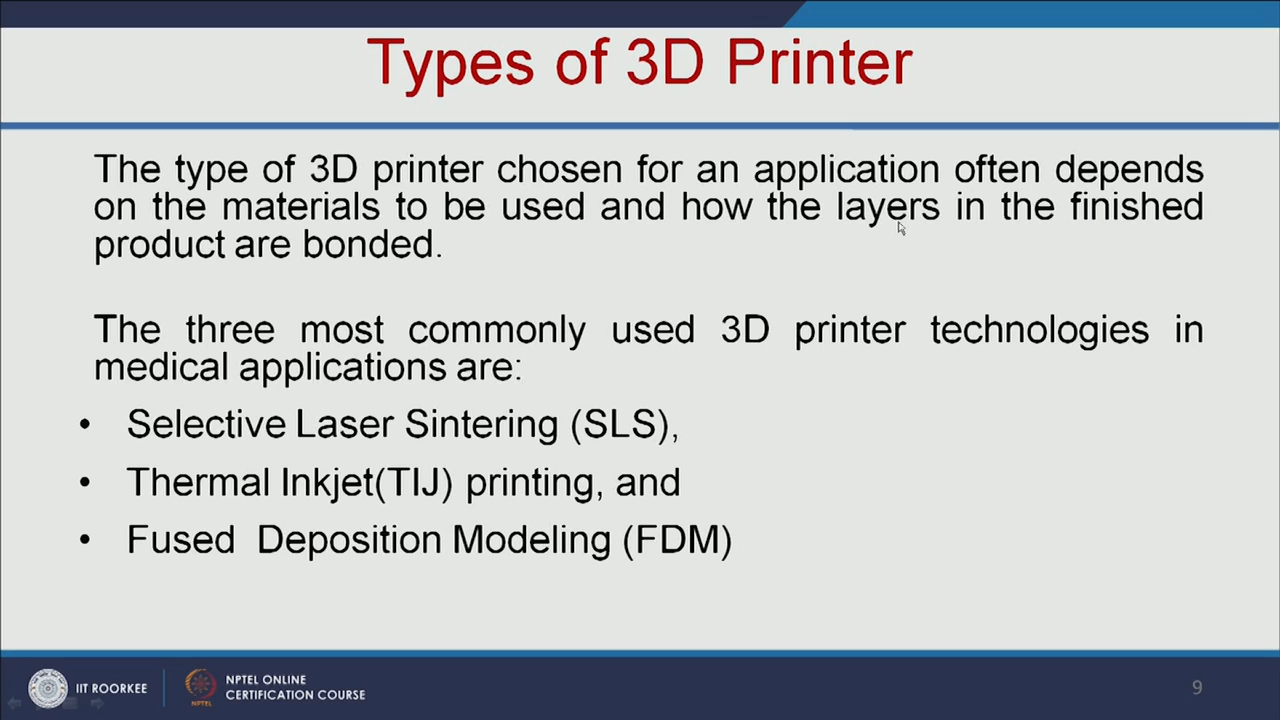 Types of 3D Printer
The type of 3D printer chosen for an application often depends
on the materials to be used and how the layers in the finished
product are bonded.
The three most commonly used 3D printer technologies in
medical applications are:
• Selective Laser Sintering (SLS),
• Thermal Inkjet(TIJ) printing, and
• Fused Deposition Modeling (FDM)
IIT ROORKEE
NPTEL
NPTEL ONLINE
CERTIFICATION COURSE
9